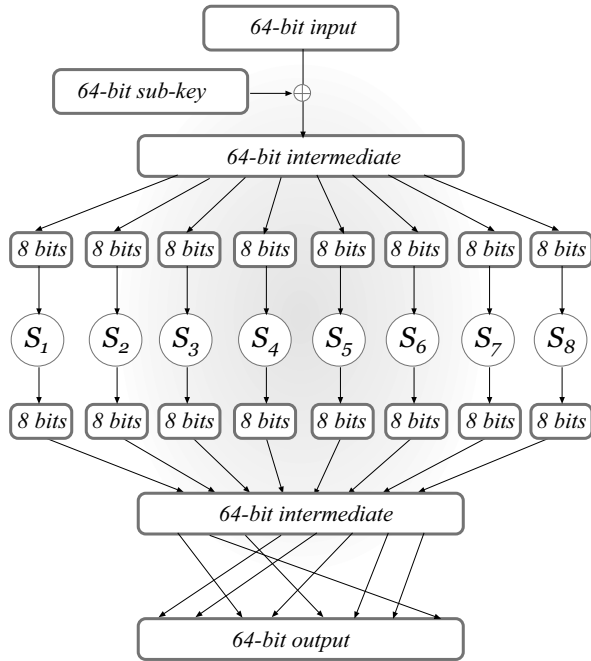 64-bit input
64-bit sub-key
64-bit intermediate
8 bits 8 bits 8 bits 8 bits 8 bits 8 bits 8 bits 8 bits
S1 S2 S3 S4 S5 S6 S7 S8
8 bits 8 bits 8 bits 8 bits 8 bits 8 bits 8 bits 8 bits
64-bit intermediate
64-bit output